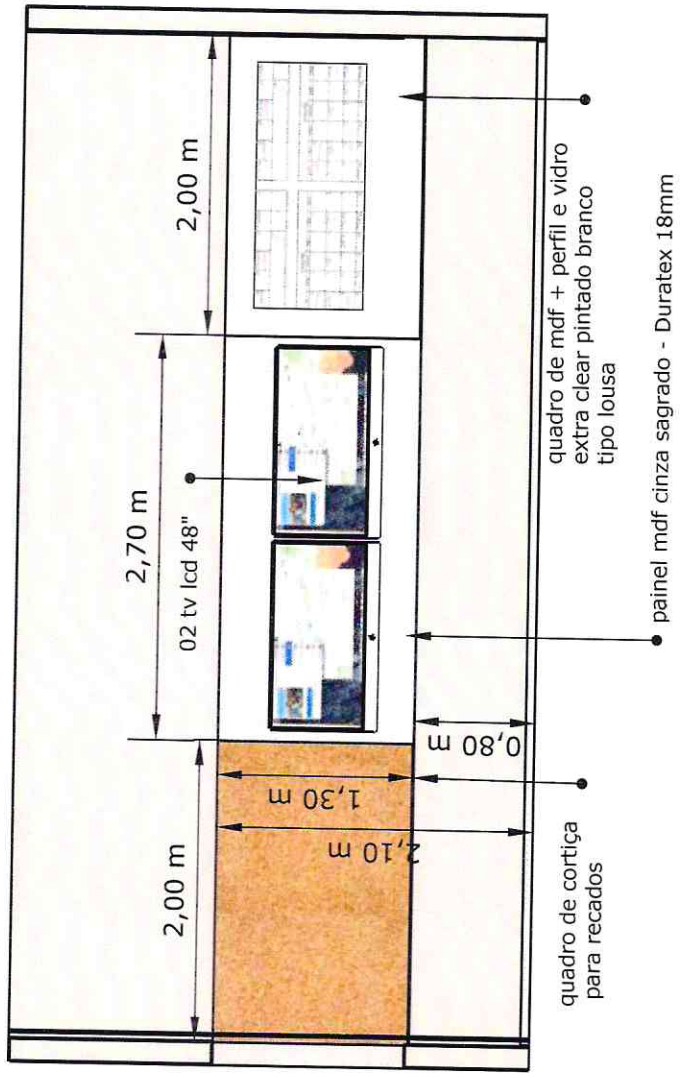 2,00 m
2,70 m
2,00 m
02 tv lcd 48"
1,30 m
2,10 m
0,80 m
quadro de cortiça
para recados
painel mdf cinza sagrado - Duratex 18mm
quadro de mdf + perfil e vidro
extra clear pintado branco
tipo lousa